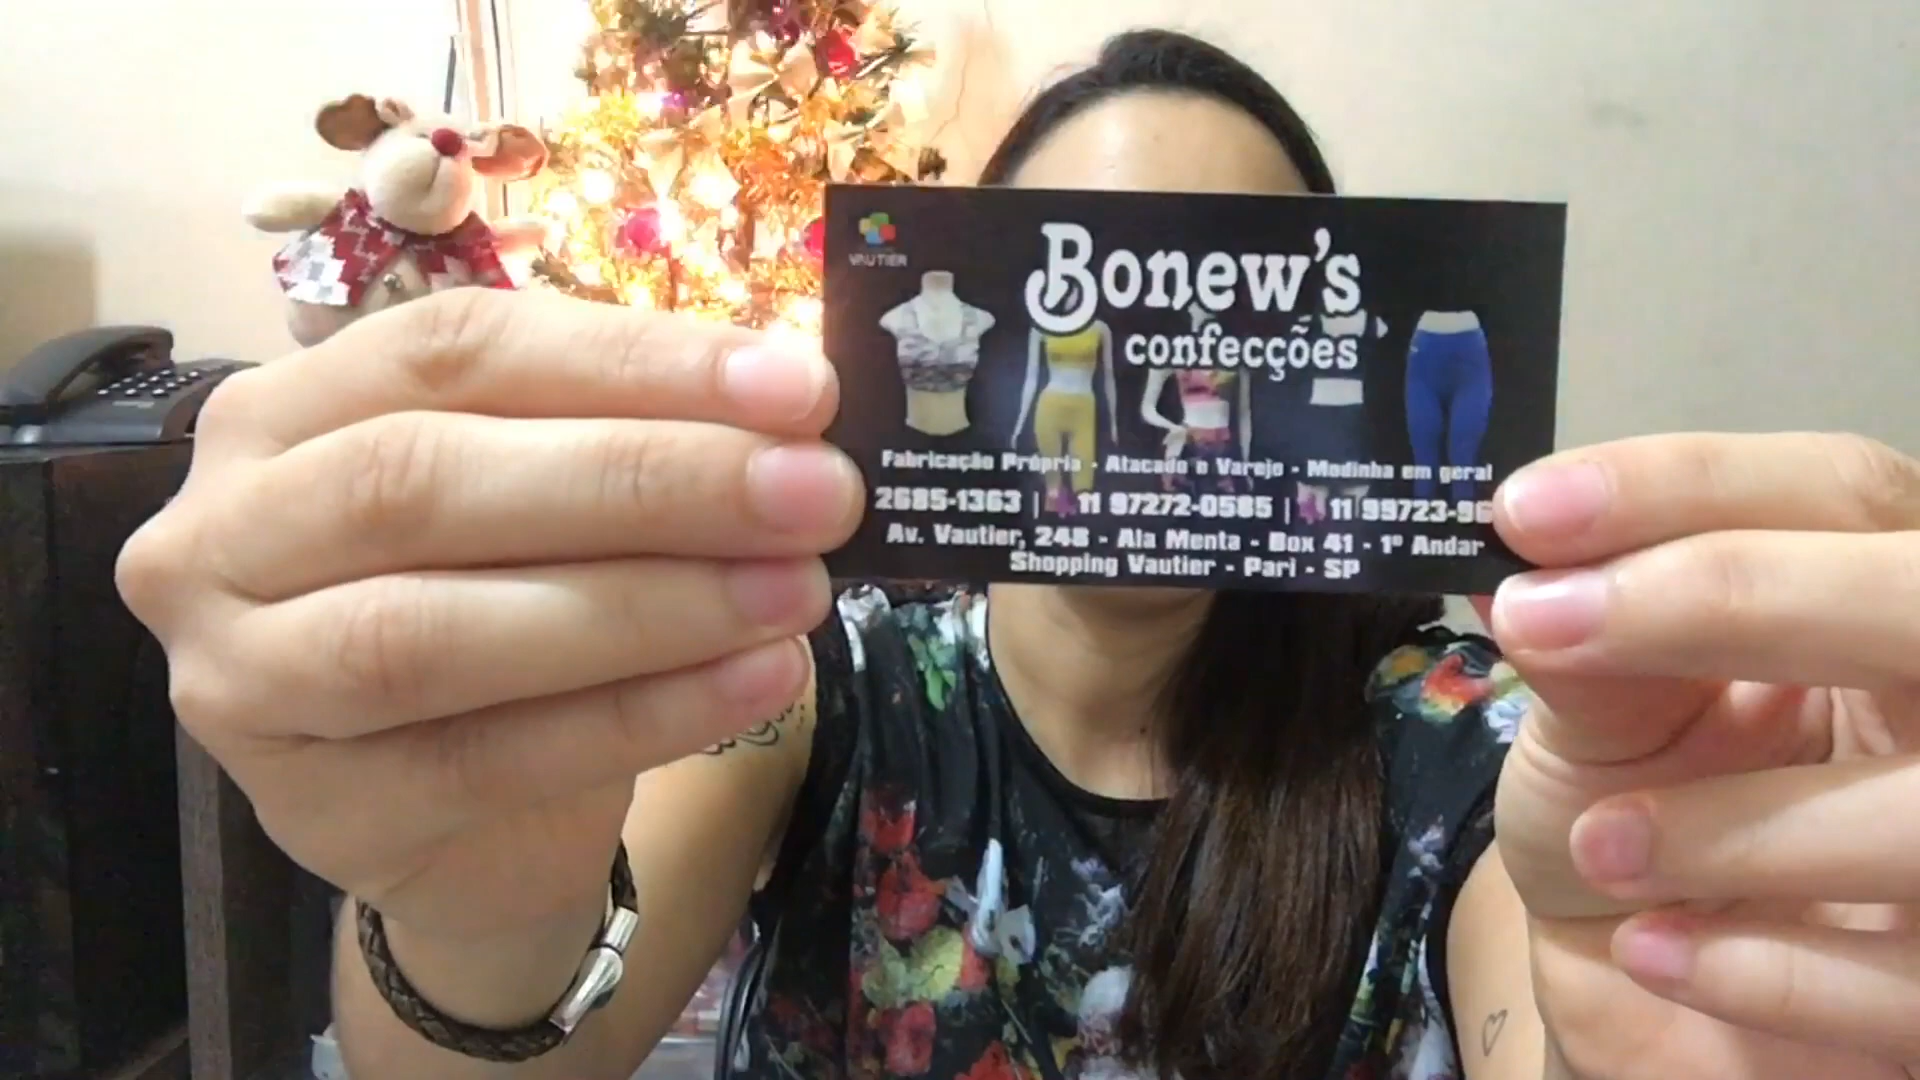 VAUTIER
Bonew's
confecções
Fabricação Própria - Atacado e Varejo - Modinha em geral
2685-1363 | 11 97272-0585 | 11 99723-96
Av. Vautier, 248 - Ala Menta - Box 41 - 1º Andar
Shopping Vautier - Pari - SP